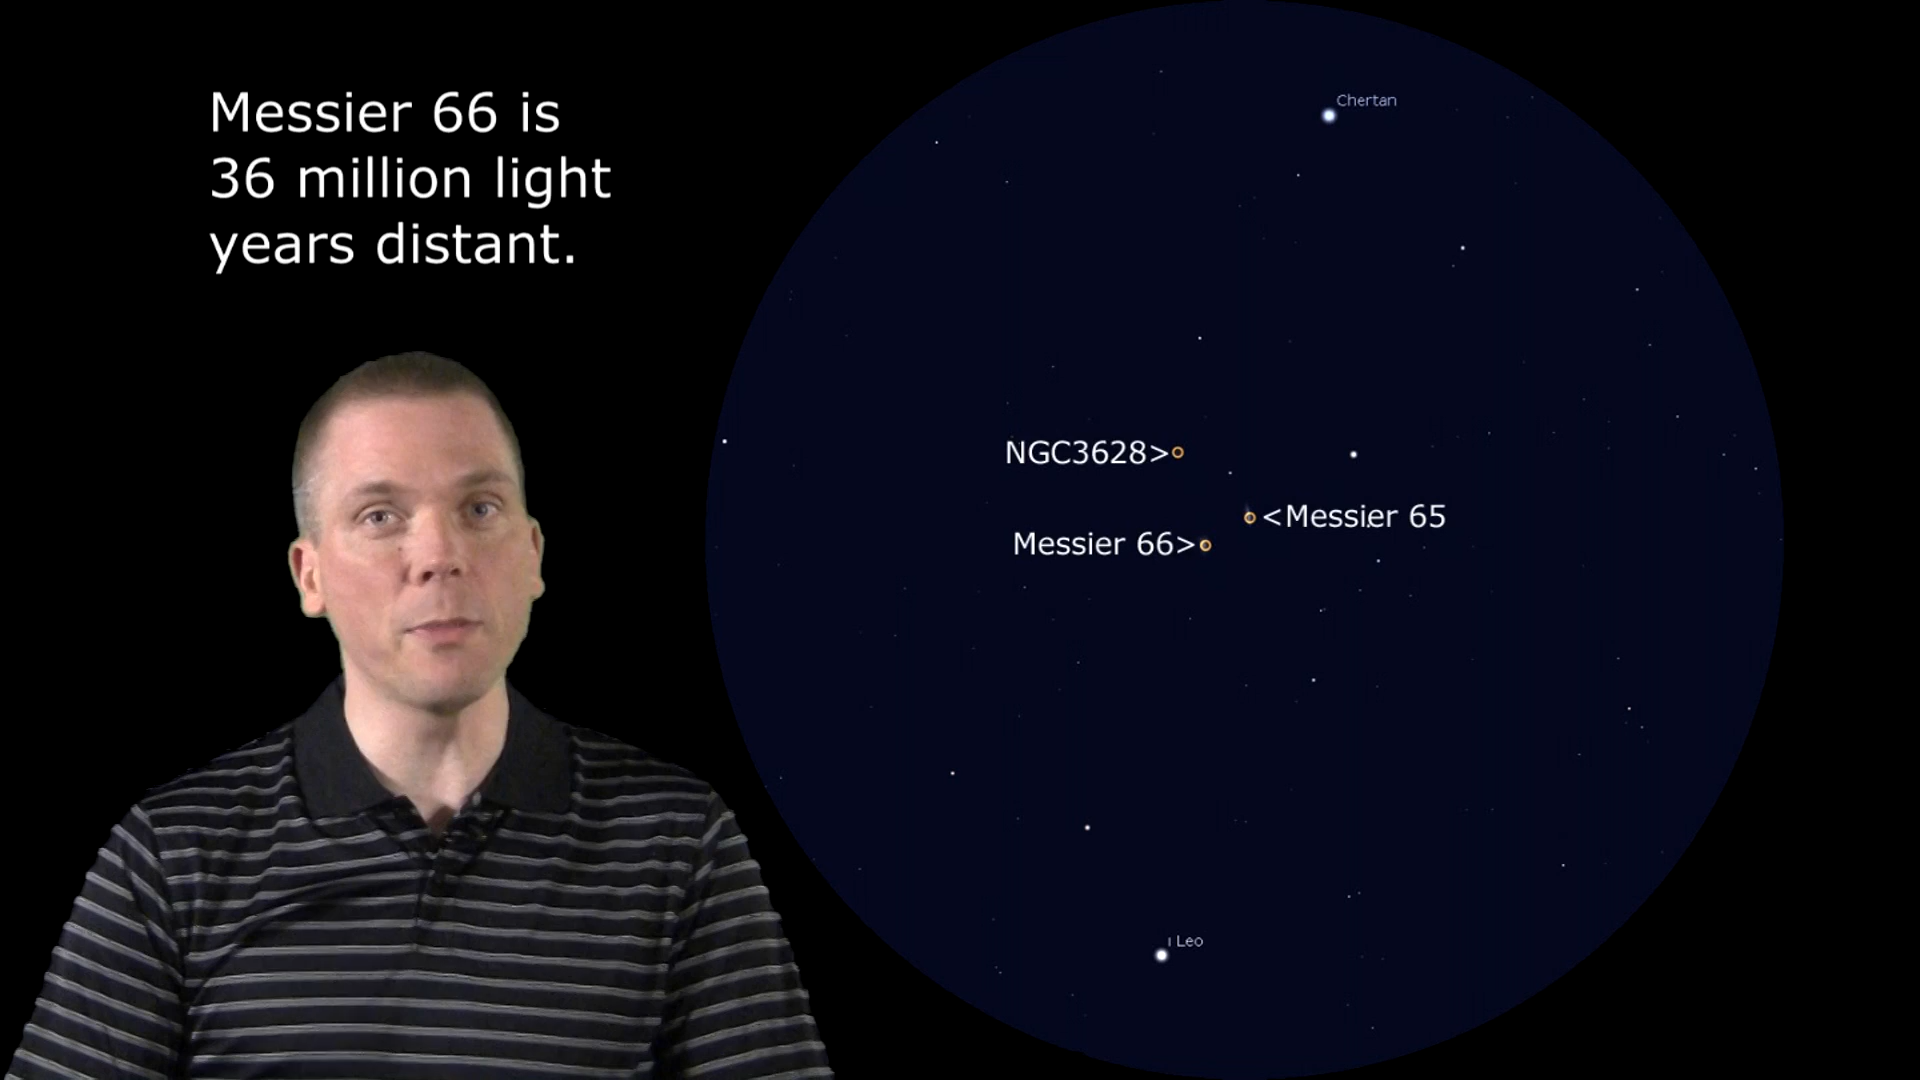 Messier 66 is
36 million light
years distant.
Chertan
NGC3628>
<Messier 65
Messier 66>
ι Leo